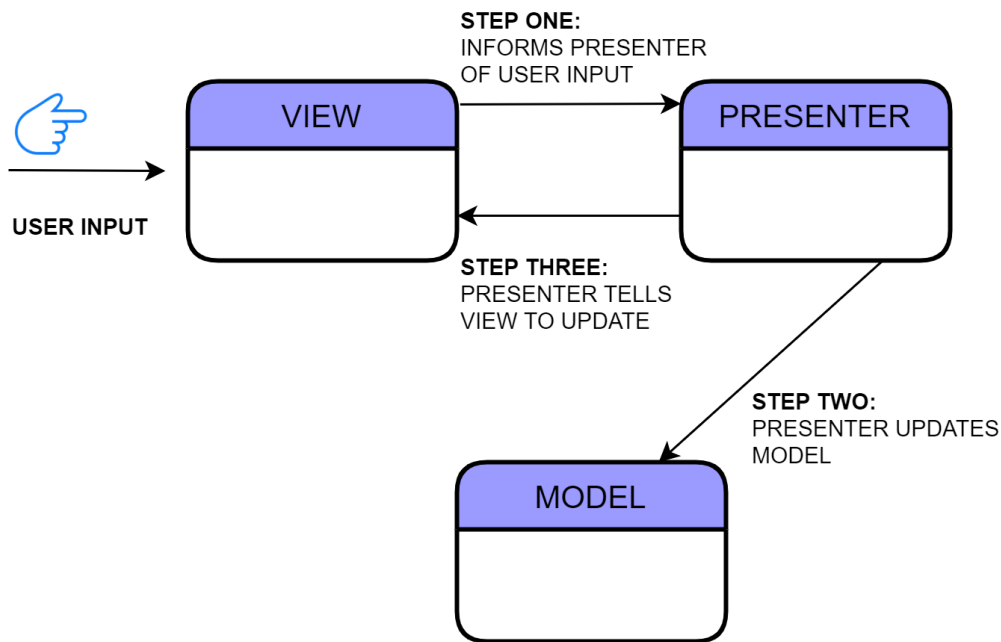 STEP ONE:
INFORMS PRESENTER
OF USER INPUT
VIEW
PRESENTER
USER INPUT
STEP THREE:
PRESENTER TELLS
VIEW TO UPDATE
STEP TWO:
PRESENTER UPDATES
MODEL
MODEL